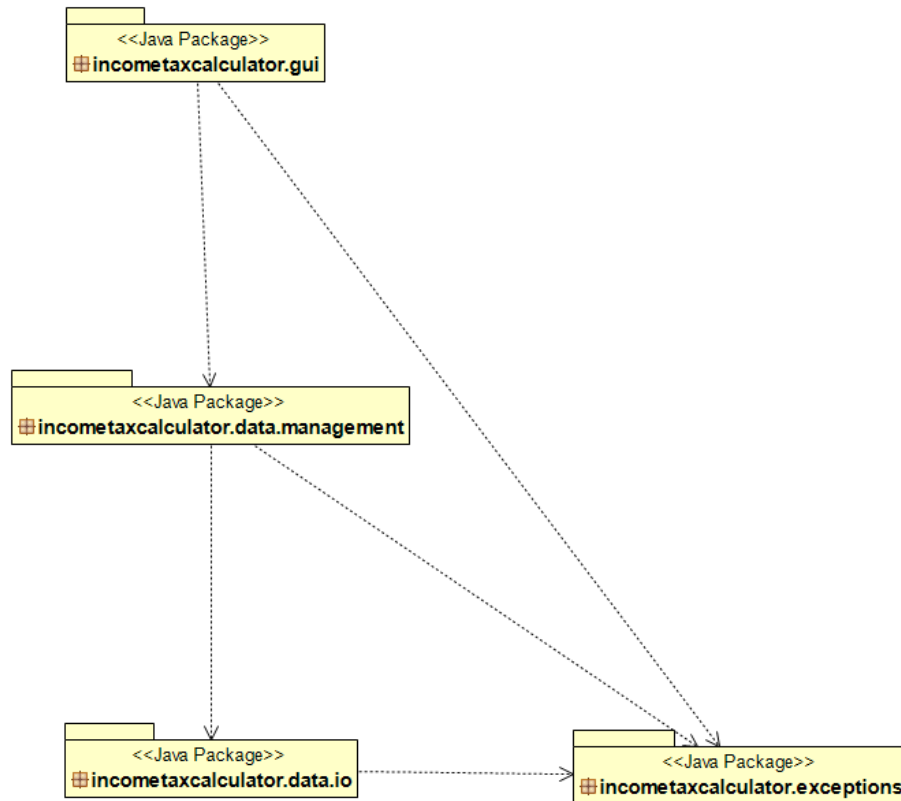 <<Java Package>>
incometaxcalculator.gui
<<Java Package>>
incometaxcalculator.data.management
<<Java Package>>
incometaxcalculator.data.io
<<Java Package>>
incometaxcalculator.exceptions